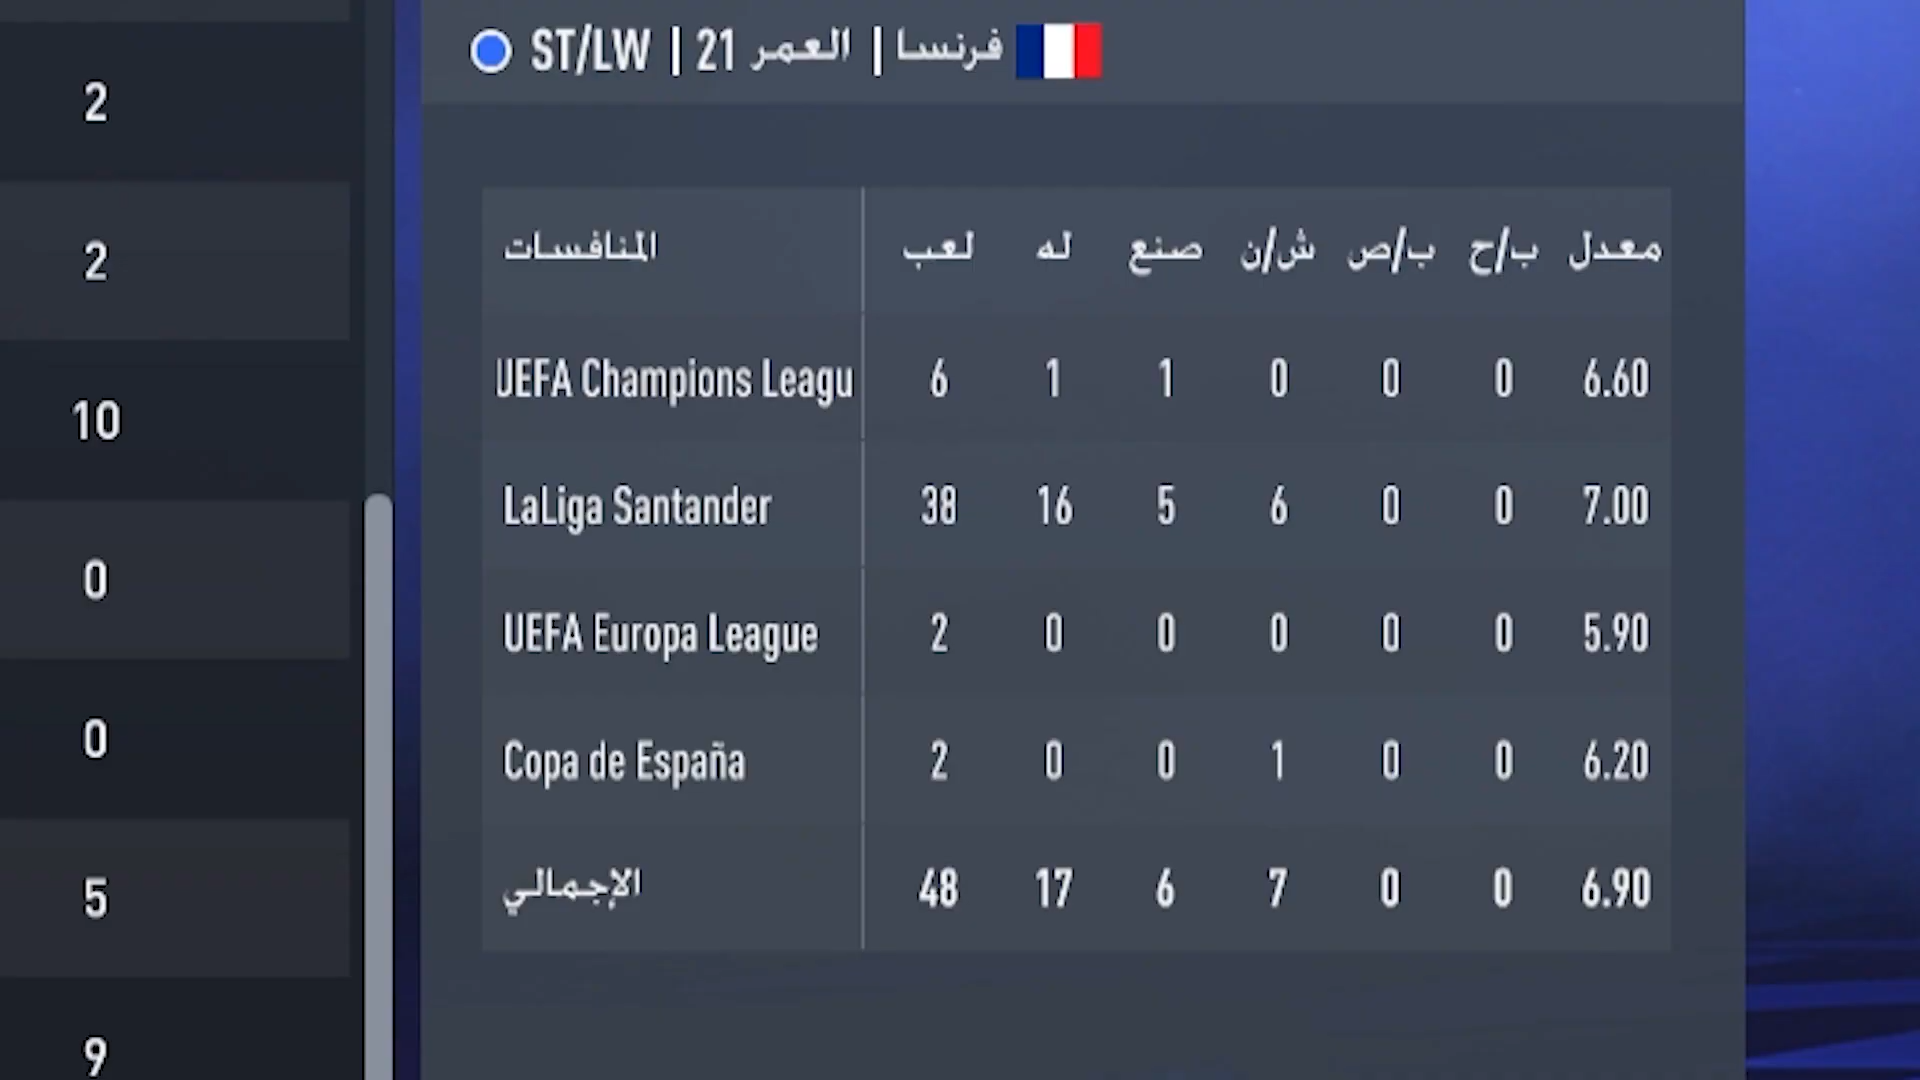 ST/LW | 21 العمر | فرنسا
المنافسات لعب له صنع ش/ن ب/ص ب/ح معدل
UEFA Champions Leagu 6 1 1 0 0 0 6.60
LaLiga Santander 38 16 5 6 0 0 7.00
UEFA Europa League 2 0 0 0 0 0 5.90
Copa de España 2 0 0 1 0 0 6.20
الإجمالي 48 17 6 7 0 0 6.90
2
2
10
0
0
5
9